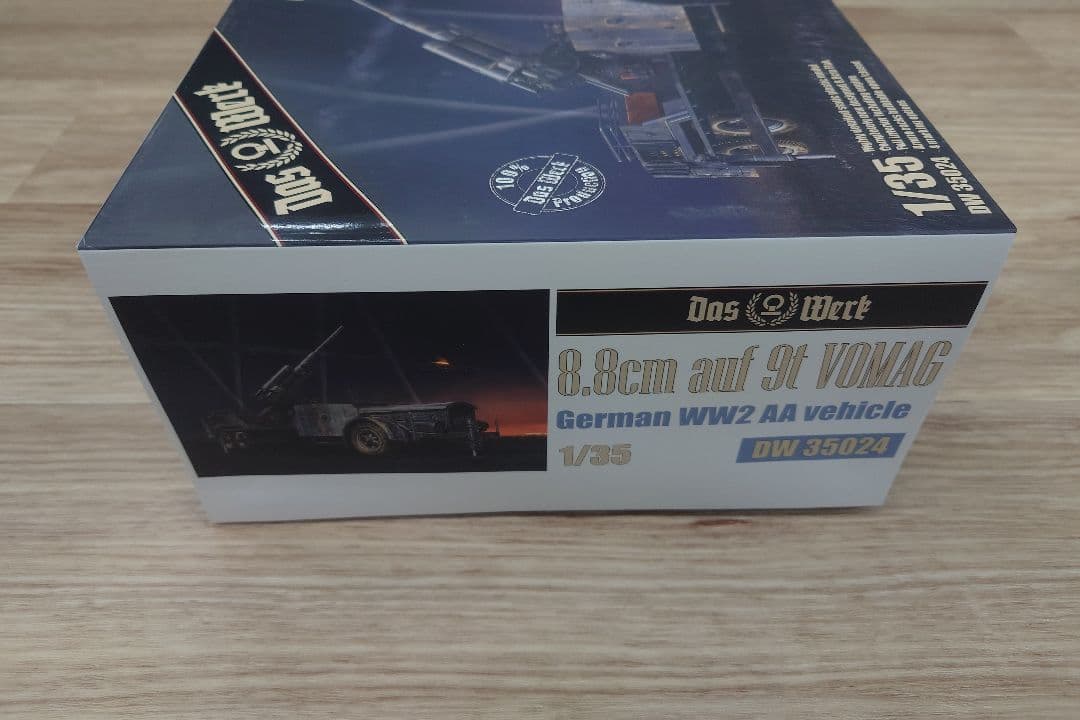 Das Werk
100%
Das Werk
Production
1/35
DW 35024
Das Werk
8.8cm auf 9t VOMAG
German WW2 AA vehicle
1/35
DW 35024